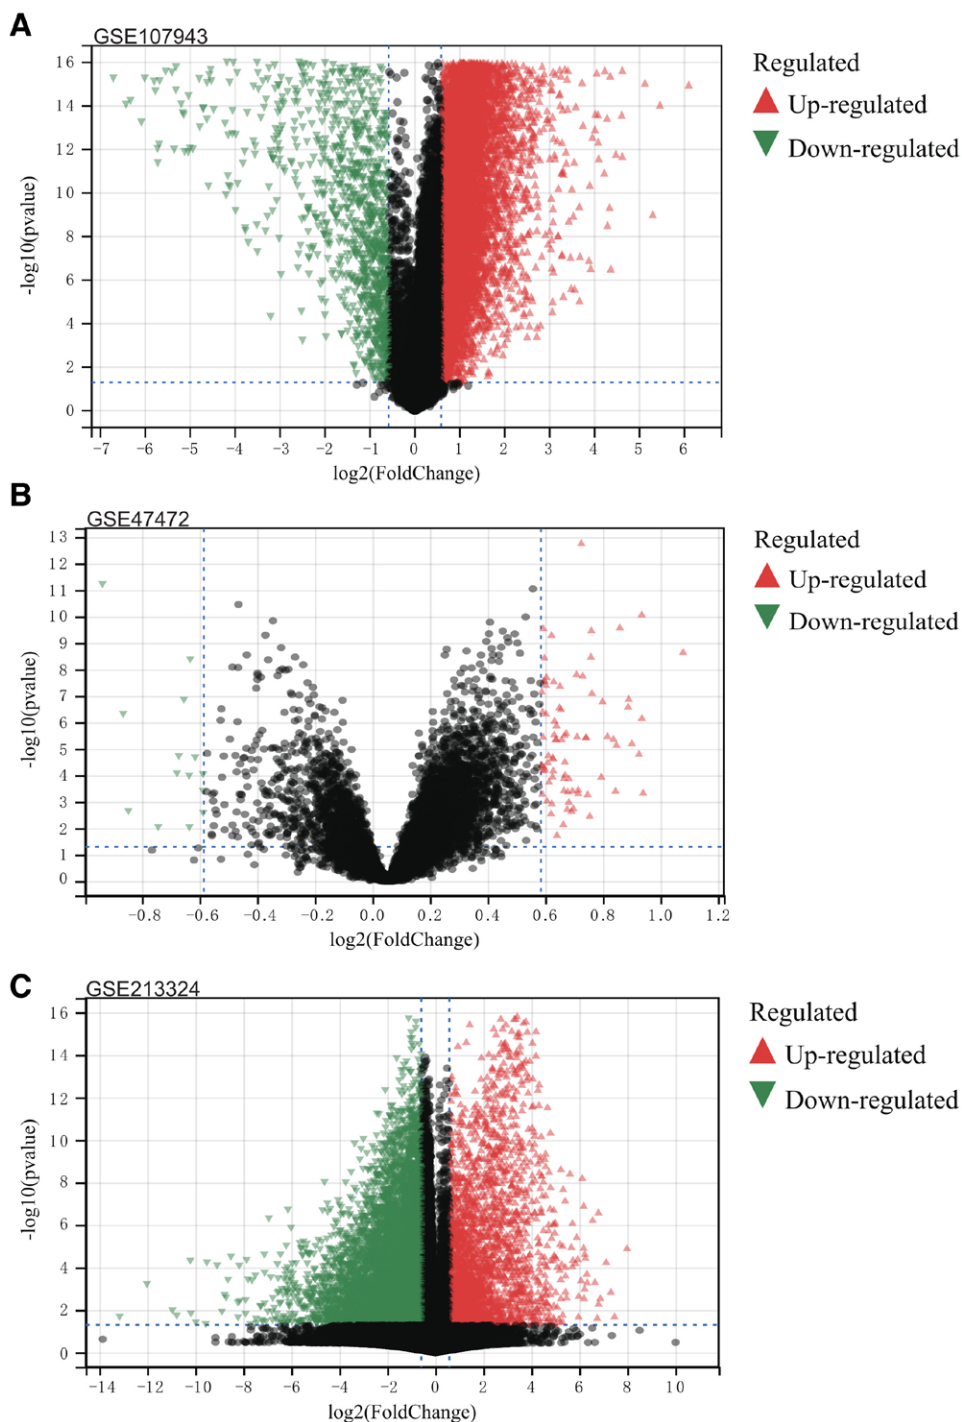 A
GSE107943
16
14
12
10
8
6
4
2
0
-log10(pvalue)
-7 -6 -5 -4 -3 -2 -1 0 1 2 3 4 5 6
log2(FoldChange)
Regulated
Up-regulated
Down-regulated
B
GSE47472
13
12
11
10
9
8
7
6
5
4
3
2
1
0
-log10(pvalue)
-0.8 -0.6 -0.4 -0.2 0.0 0.2 0.4 0.6 0.8 1.0 1.2
log2(FoldChange)
Regulated
Up-regulated
Down-regulated
C
GSE213324
16
14
12
10
8
6
4
2
0
-log10(pvalue)
-14 -12 -10 -8 -6 -4 -2 0 2 4 6 8 10
log2(FoldChange)
Regulated
Up-regulated
Down-regulated